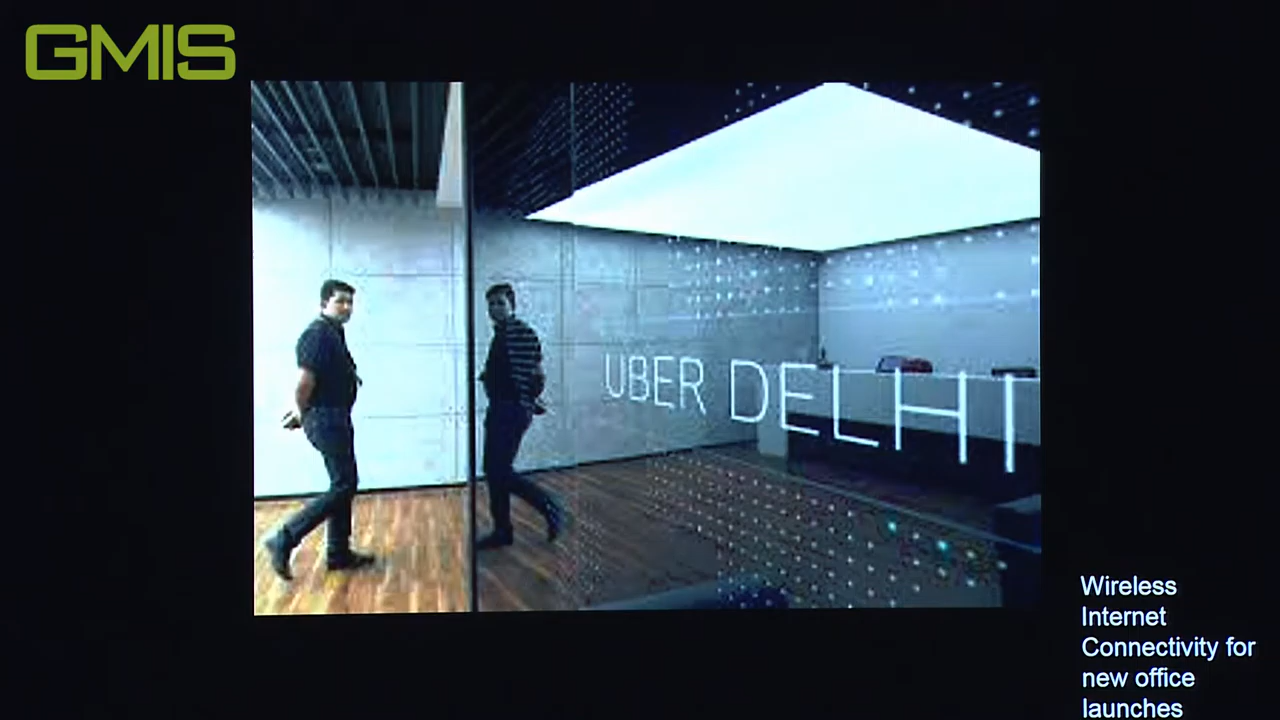 GMIS
UBER DELHI
Wireless
Internet
Connectivity for
new office
launches